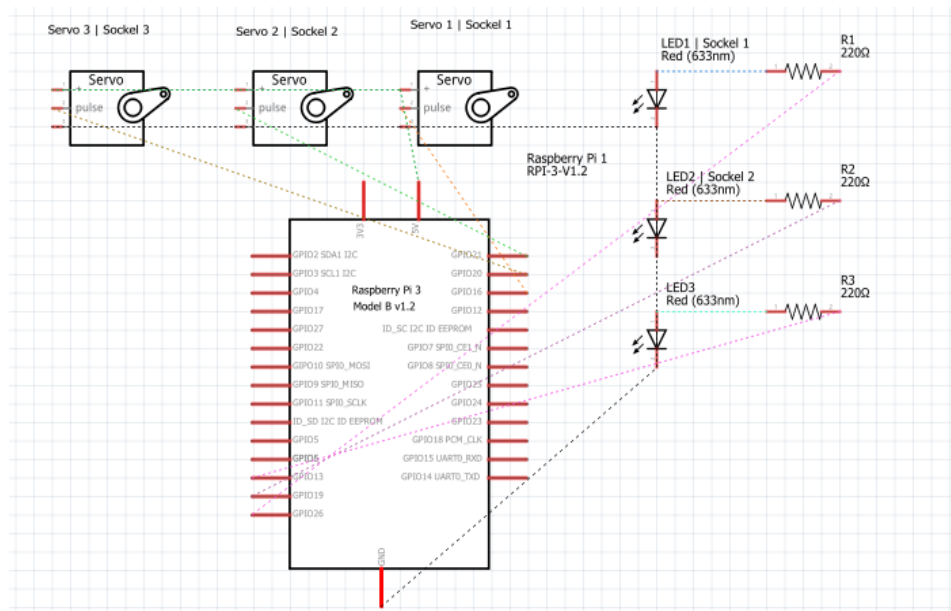 Servo 3 | Sockel 3
Servo 2 | Sockel 2
Servo 1 | Sockel 1
LED1 | Sockel 1
Red (633nm)
R1
220Ω
Servo
pulse
Servo
pulse
Servo
pulse
Raspberry Pi 1
RPI-3-V1.2
LED2 | Sockel 2
Red (633nm)
R2
220Ω
LED3
Red (633nm)
R3
220Ω
3V3
5V
Raspberry Pi 3
Model B v1.2
GPIO2 SDA1 I2C
GPIO3 SCL1 I2C
GPIO4
GPIO17
GPIO27
GPIO22
GIPO10 SPI0_MOSI
GPIO9 SPI0_MISO
GPIO11 SPI0_SCLK
ID_SD I2C ID EEPROM
GPIO5
GPIO6
GPIO13
GPIO19
GPIO26
GPIO21
GPIO20
GPIO16
GPIO12
ID_SC I2C ID EEPROM
GPIO7 SPI0_CE1_N
GPIO8 SPI0_CE0_N
GPIO24
GPIO23
GPIO18 PCM_CLK
GPIO15 UART0_RXD
GPIO14 UART0_TXD
GND